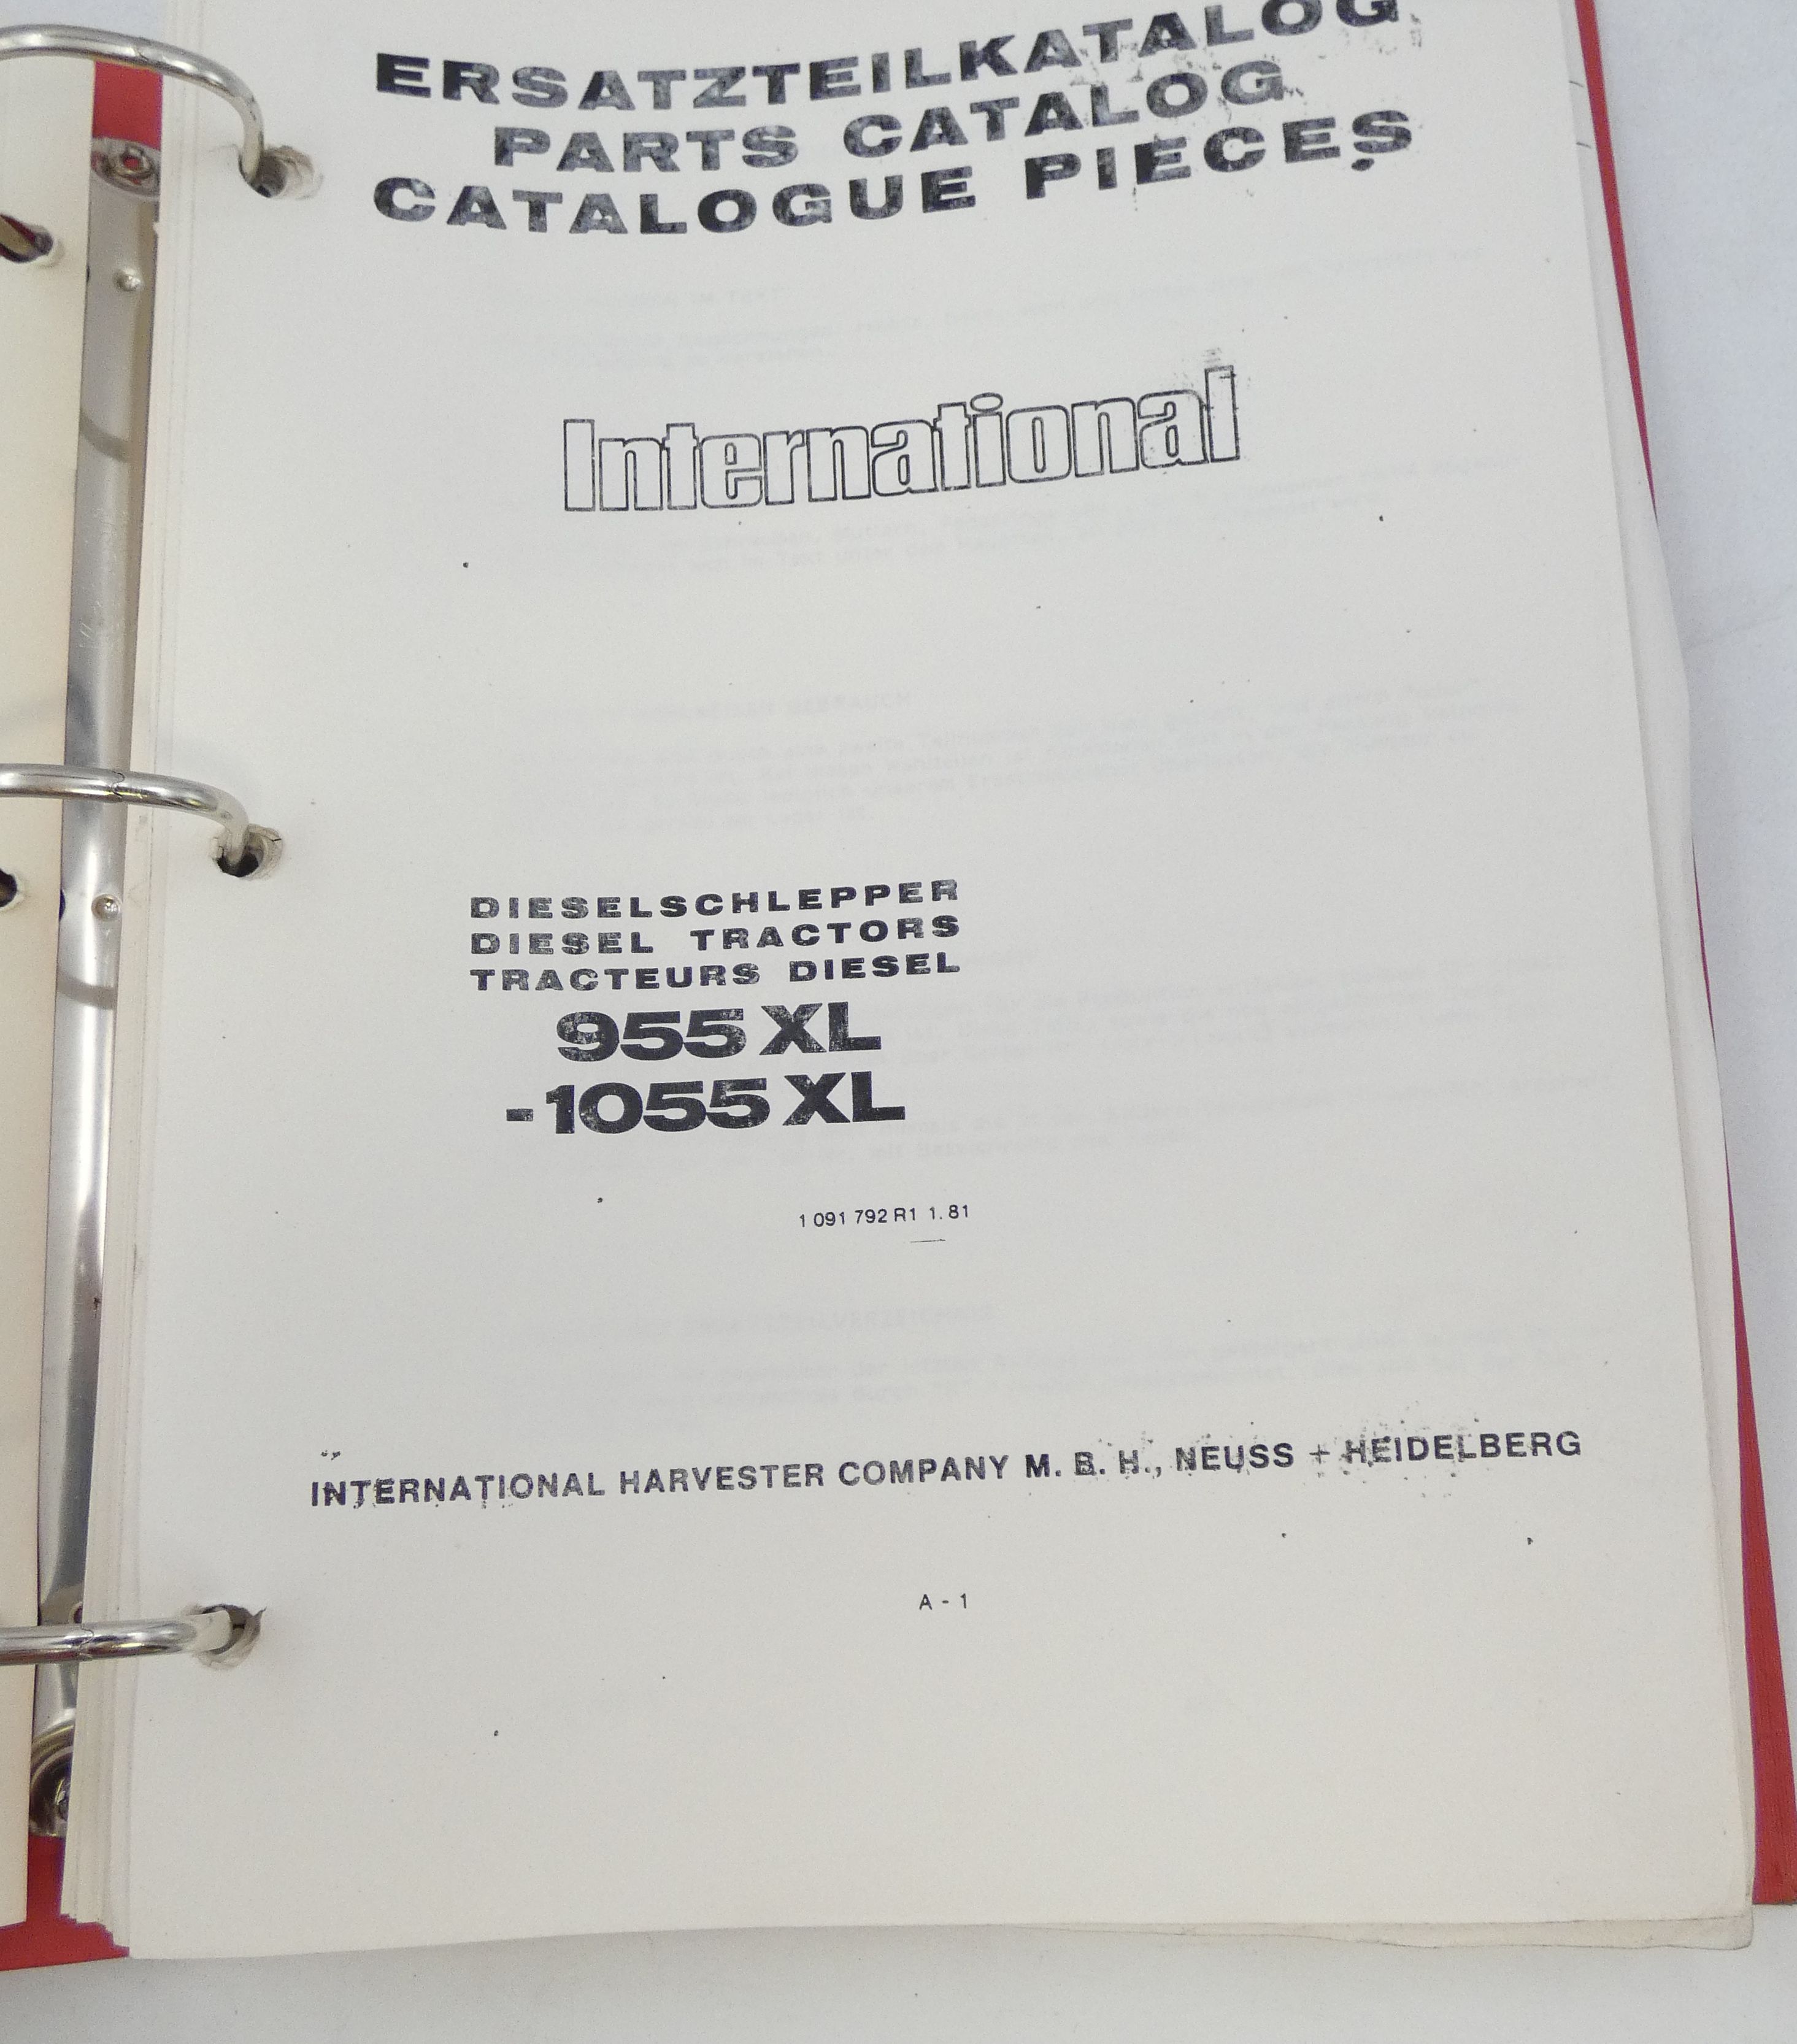 ERSATZTEILKATALOG
PARTS CATALOG
CATALOGUE PIECES
International
DIESELSCHLEPPER
DIESEL TRACTORS
TRACTEURS DIESEL
955 XL
- 1055 XL
1 091 792 R1 1. 81
INTERNATIONAL HARVESTER COMPANY M. B. H., NEUSS + HEIDELBERG
A - 1